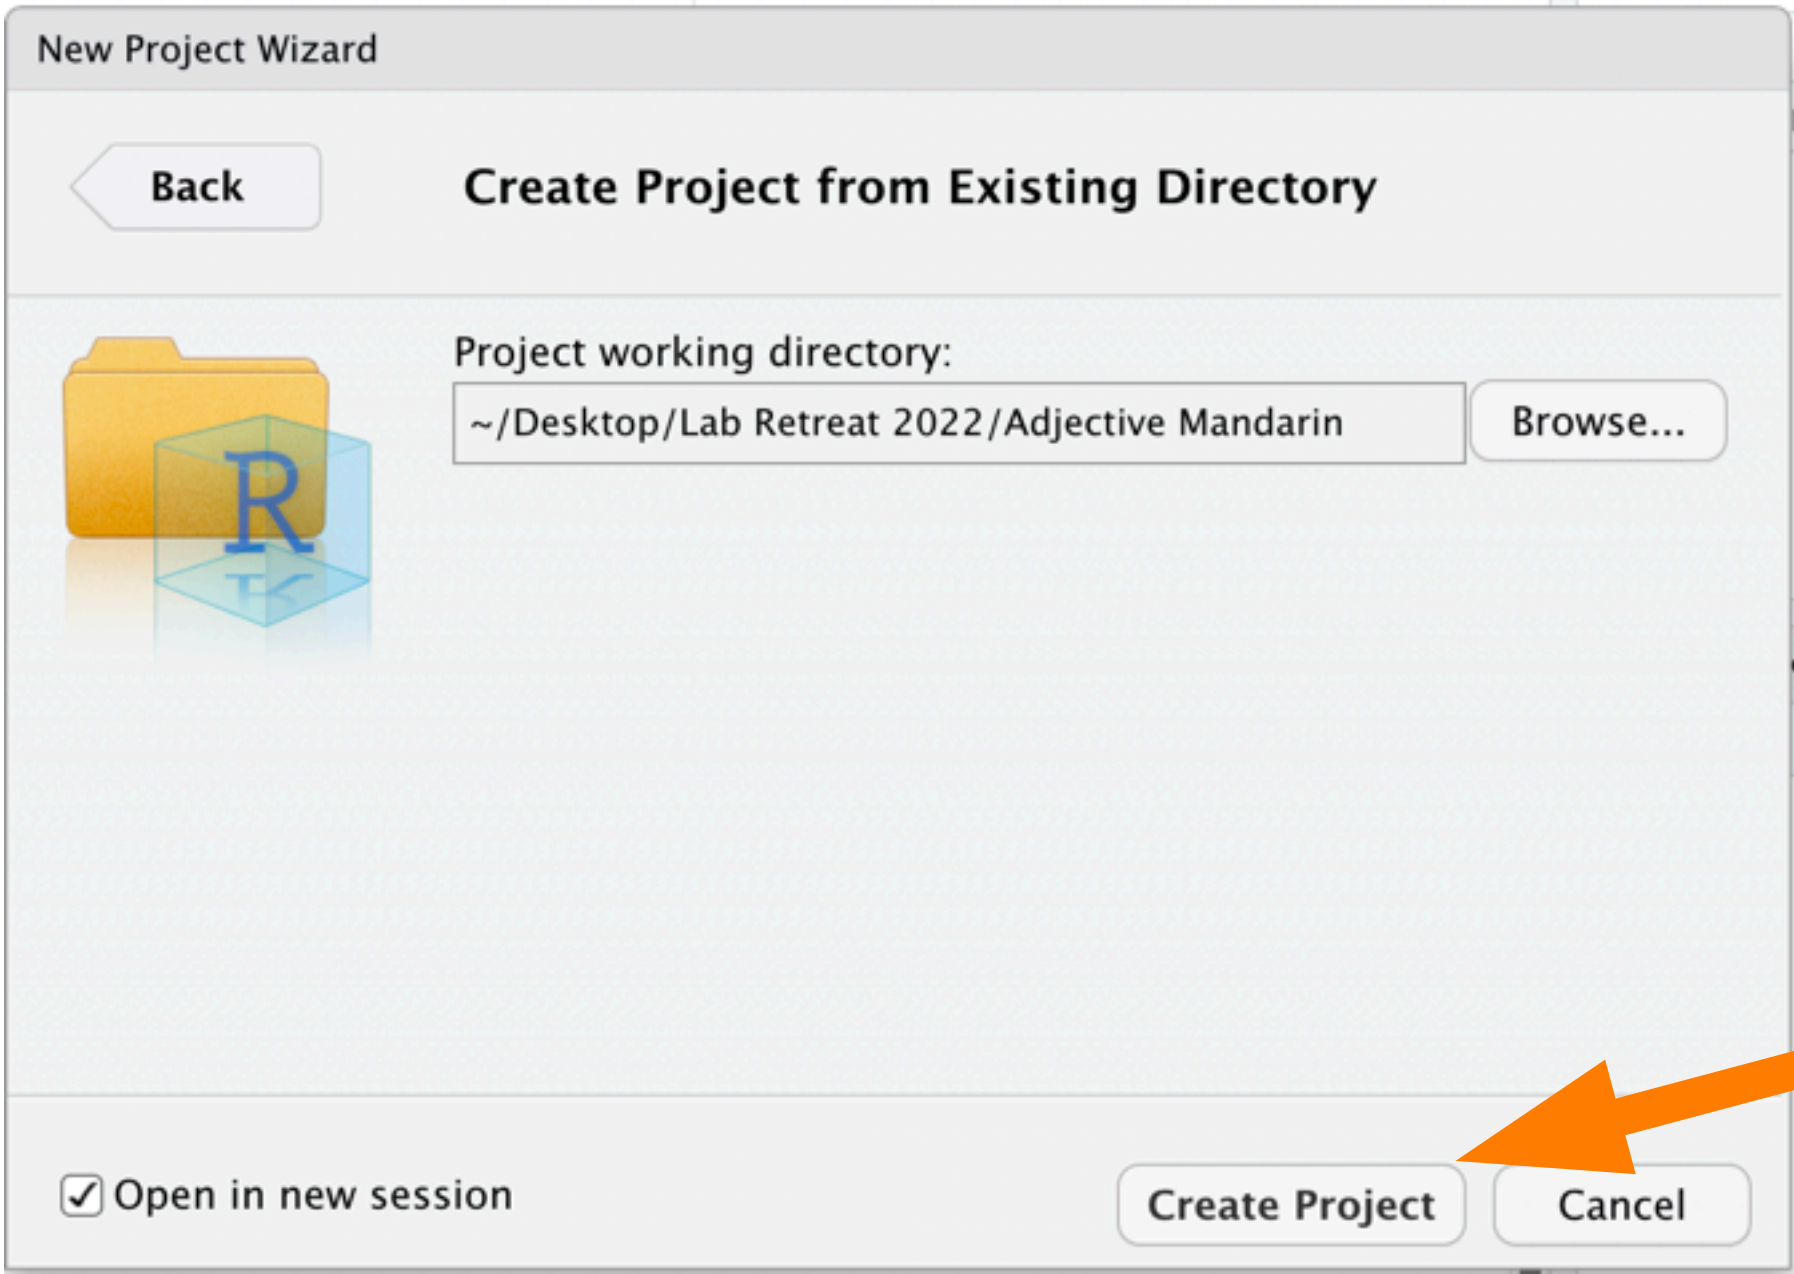 New Project Wizard
Back
Create Project from Existing Directory
Project working directory:
~/Desktop/Lab Retreat 2022/Adjective Mandarin
Browse...
R
Open in new session
Create Project
Cancel